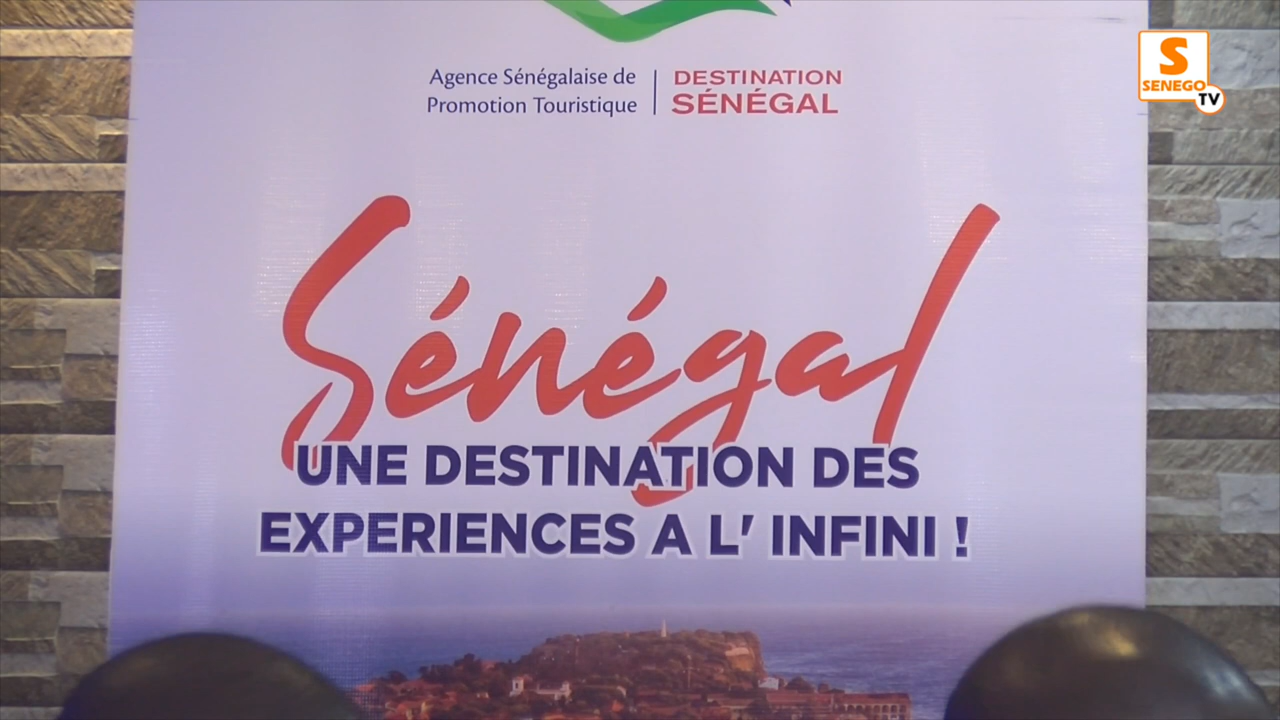 Agence Sénégalaise de
Promotion Touristique
DESTINATION
SÉNÉGAL
S
SENEGO
TV
Sénégal
UNE DESTINATION DES
EXPERIENCES A L' INFINI !